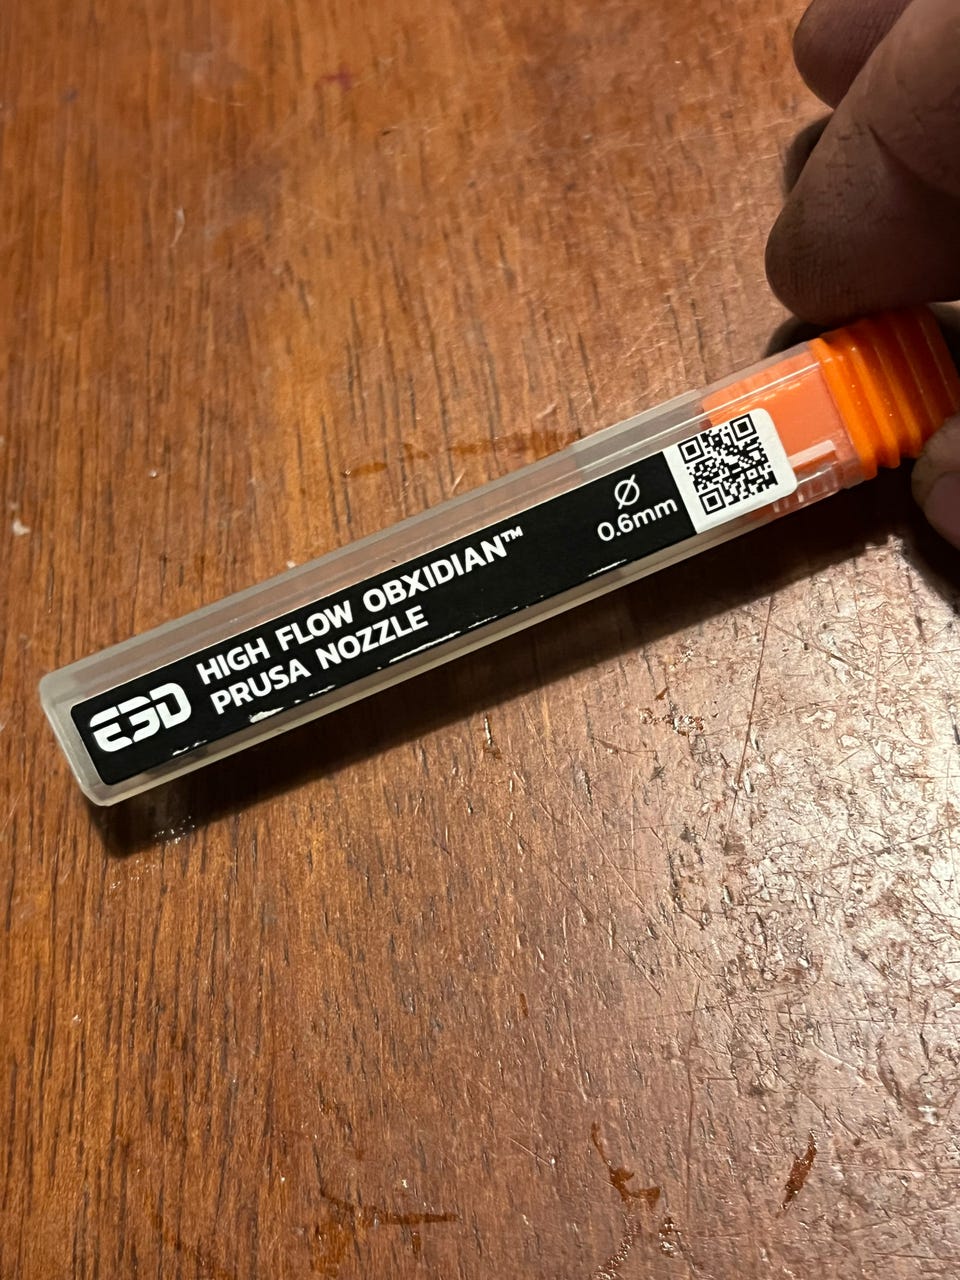 E3D
HIGH FLOW OBXIDIAN™
PRUSA NOZZLE
Ø
0.6mm